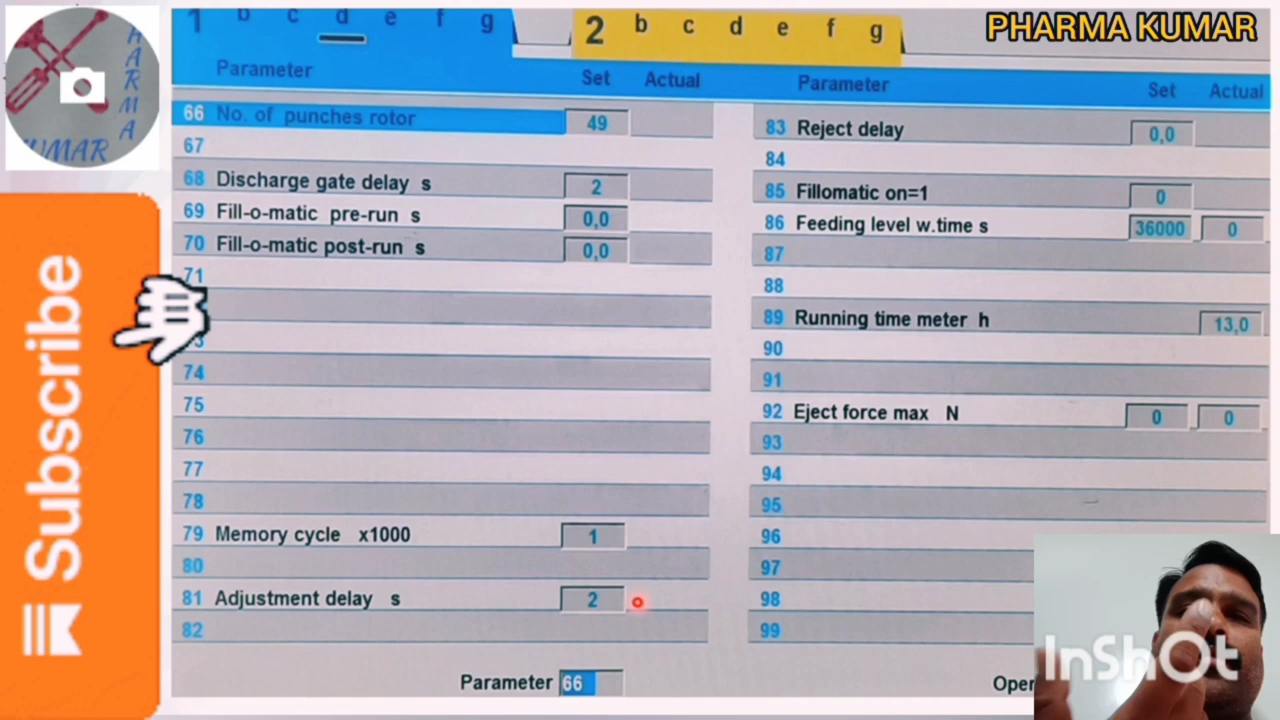 PHARMA KUMAR
HARMA
KUMAR
Subscribe
1 b c d e f g
2 b c d e f g
Parameter Set Actual
66 No. of punches rotor 49
67
68 Discharge gate delay s 2
69 Fill-o-matic pre-run s 0,0
70 Fill-o-matic post-run s 0,0
71
74
75
76
77
78
79 Memory cycle x1000 1
80
81 Adjustment delay s 2
82
Parameter Set Actual
83 Reject delay 0,0
84
85 Fillomatic on=1 0
86 Feeding level w.time s 36000 0
87
88
89 Running time meter h 13,0
90
91
92 Eject force max N 0 0
93
94
95
96
97
98
99
Parameter 66
InShOt